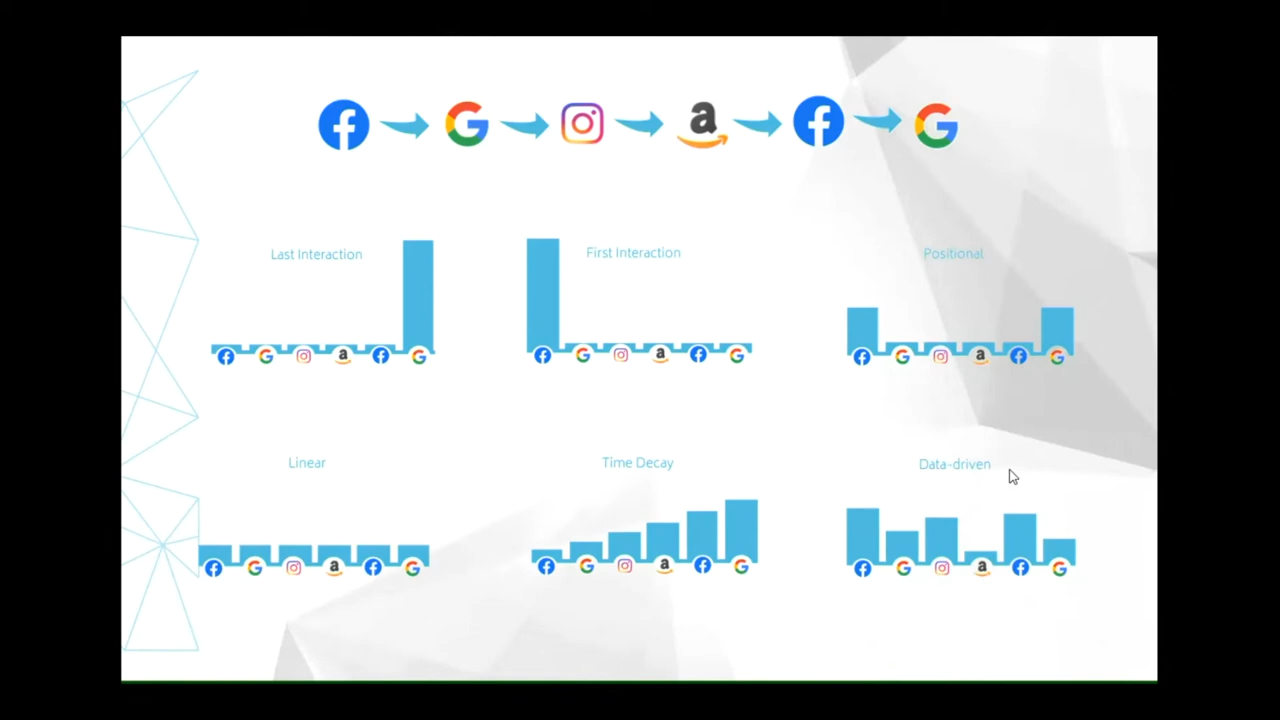 Last Interaction
First Interaction
Positional
Linear
Time Decay
Data-driven